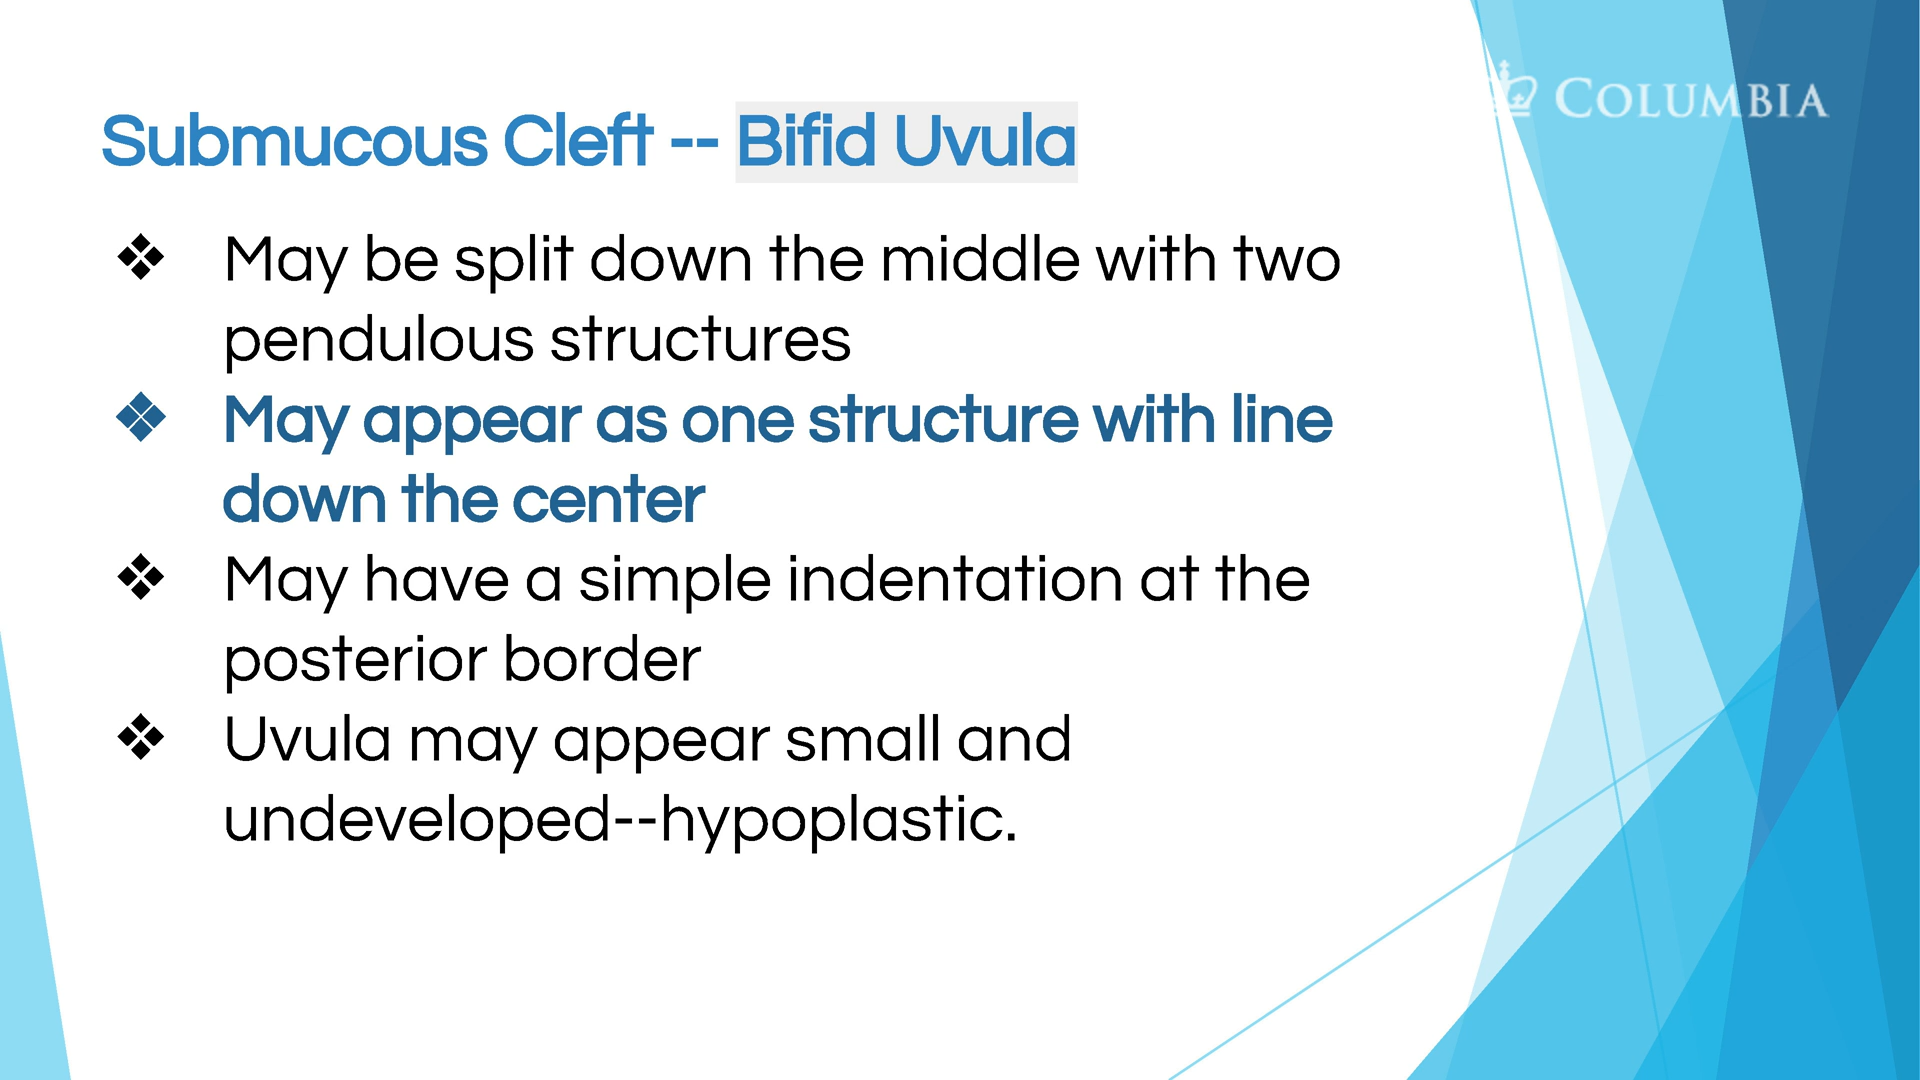 COLUMBIA
Submucous Cleft -- Bifid Uvula
❖ May be split down the middle with two
pendulous structures
❖ May appear as one structure with line
down the center
❖ May have a simple indentation at the
posterior border
❖ Uvula may appear small and
undeveloped--hypoplastic.